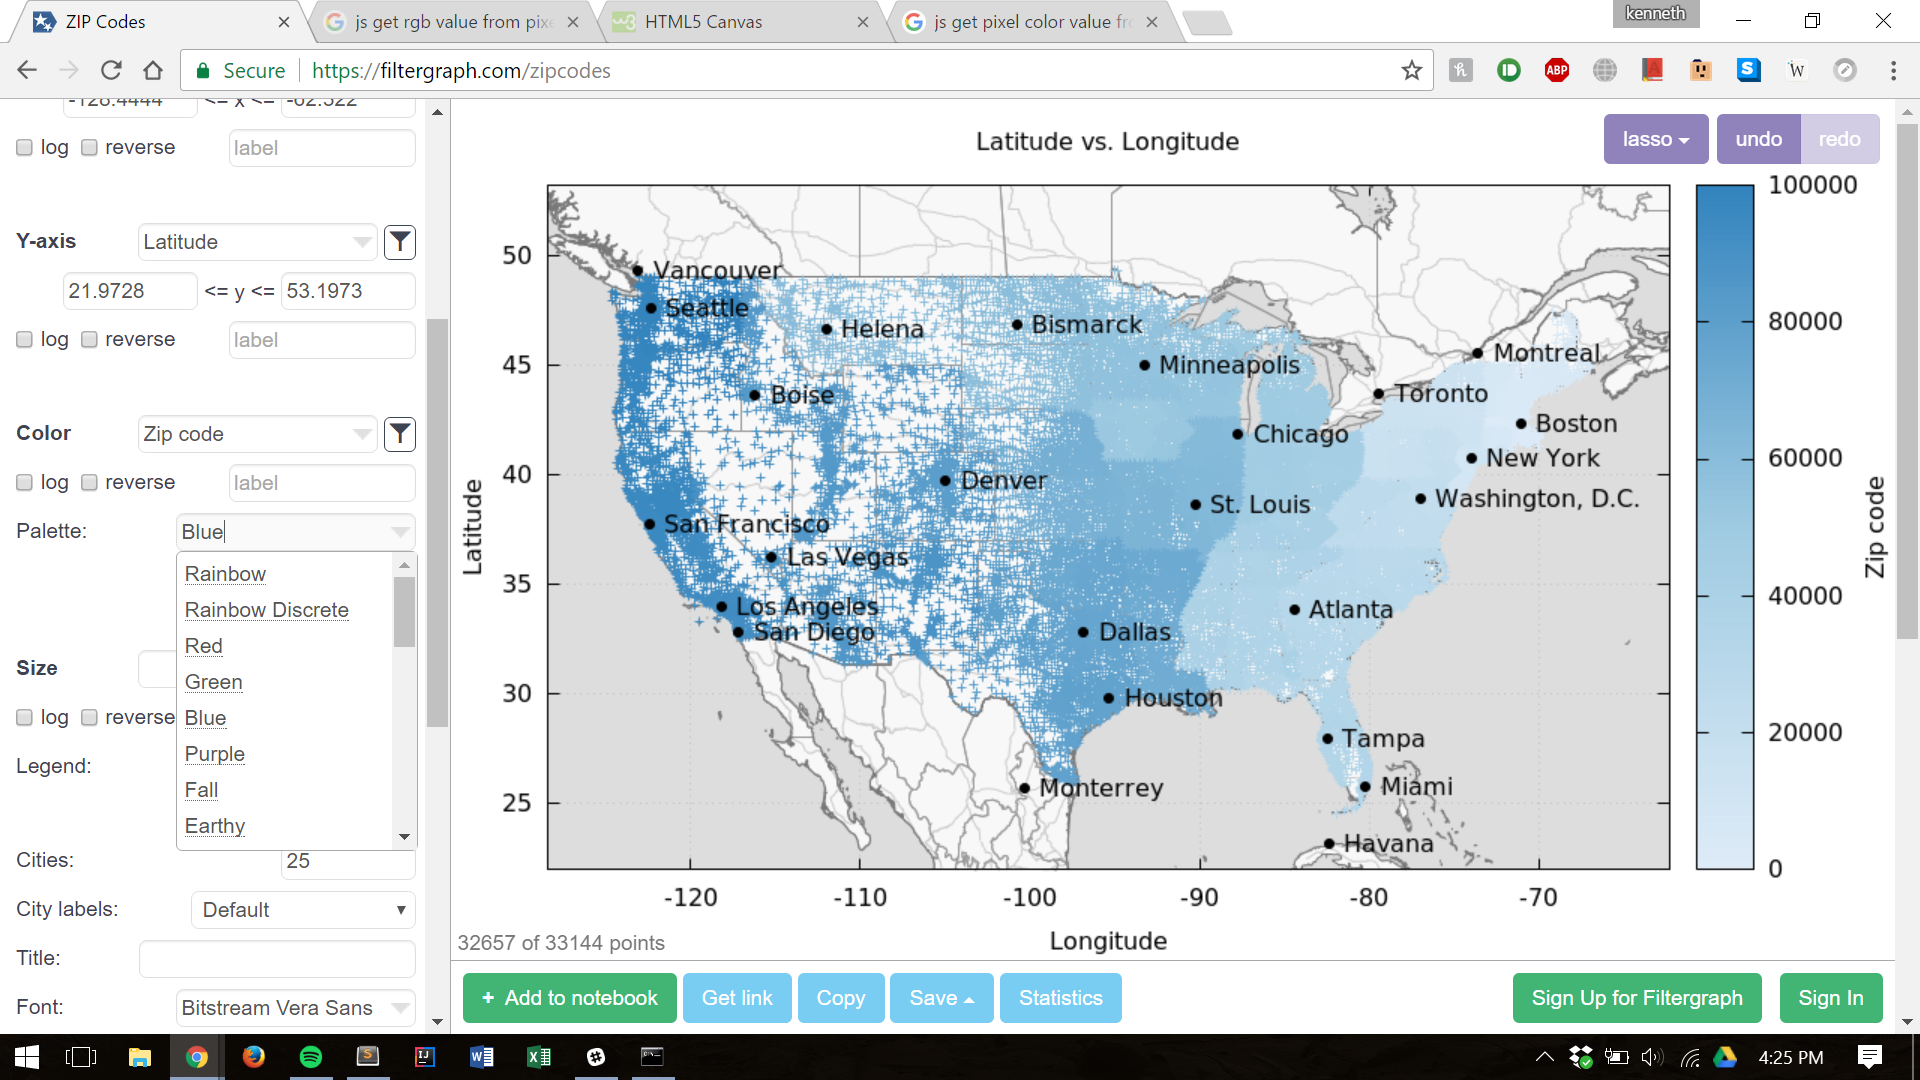 ZIP Codes
js get rgb value from pixe
HTML5 Canvas
js get pixel color value fr
kenneth
Secure
https://filtergraph.com/zipcodes
ABP
-128.4444 <= x <= -62.522
log reverse label
Y-axis Latitude
21.9728 <= y <= 53.1973
log reverse label
Color Zip code
log reverse label
Palette: Blue
Rainbow
Rainbow Discrete
Red
Green
Blue
Purple
Fall
Earthy
Size
log reverse
Legend:
Cities: 25
City labels: Default
Title:
Font: Bitstream Vera Sans
Latitude vs. Longitude
lasso
undo
redo
50
45
40
35
30
25
Latitude
-120 -110 -100 -90 -80 -70
Longitude
Vancouver
Seattle
Helena
Bismarck
Minneapolis
Montreal
Boise
Toronto
Boston
Chicago
New York
Denver
Washington, D.C.
St. Louis
San Francisco
Las Vegas
Los Angeles
Atlanta
San Diego
Dallas
Houston
Tampa
Monterrey
Miami
Havana
100000
80000
60000
40000
20000
0
Zip code
32657 of 33144 points
+ Add to notebook
Get link
Copy
Save
Statistics
Sign Up for Filtergraph
Sign In
4:25 PM